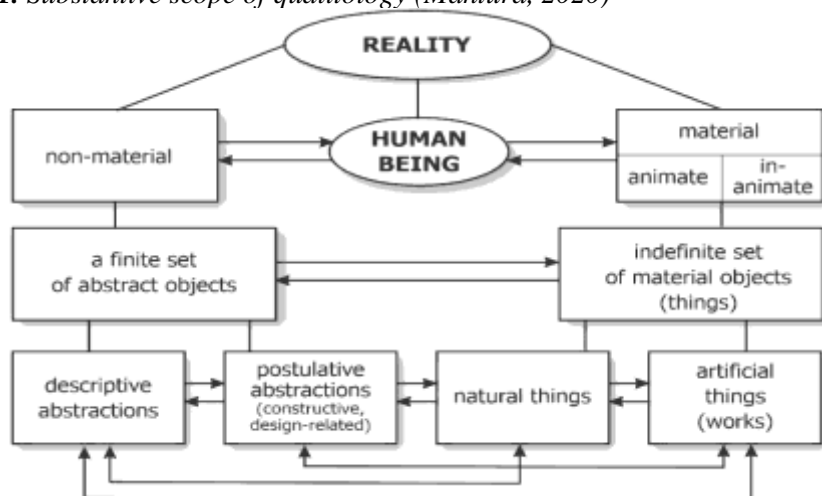 Substantive scope of qualitology (Mantura, 2020)
REALITY
non-material
HUMAN
BEING
material
animate
in-
animate
a finite set
of abstract objects
indefinite set
of material objects
(things)
descriptive
abstractions
postulative
abstractions
(constructive,
design-related)
natural things
artificial
things
(works)